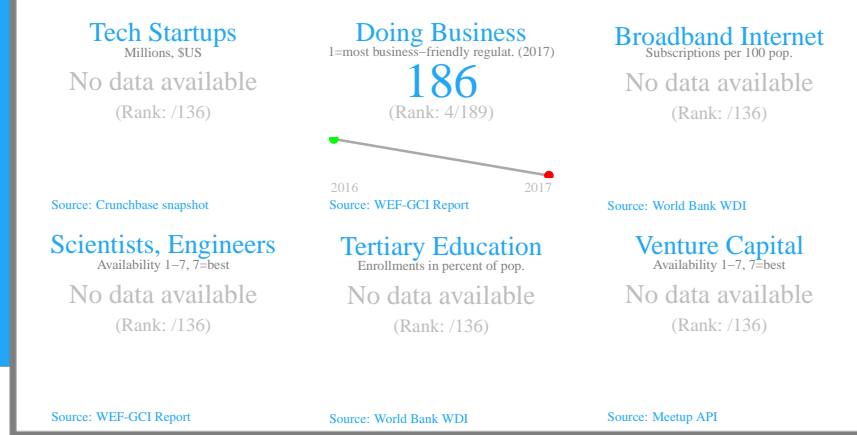 Tech Startups
Millions, $US
No data available
(Rank: /136)
Source: Crunchbase snapshot
Doing Business
1=most business−friendly regulat. (2017)
186
(Rank: 4/189)
2016 2017
Source: WEF-GCI Report
Broadband Internet
Subscriptions per 100 pop.
No data available
(Rank: /136)
Source: World Bank WDI
Scientists, Engineers
Availability 1−7, 7=best
No data available
(Rank: /136)
Source: WEF-GCI Report
Tertiary Education
Enrollments in percent of pop.
No data available
(Rank: /136)
Source: World Bank WDI
Venture Capital
Availability 1−7, 7=best
No data available
(Rank: /136)
Source: Meetup API